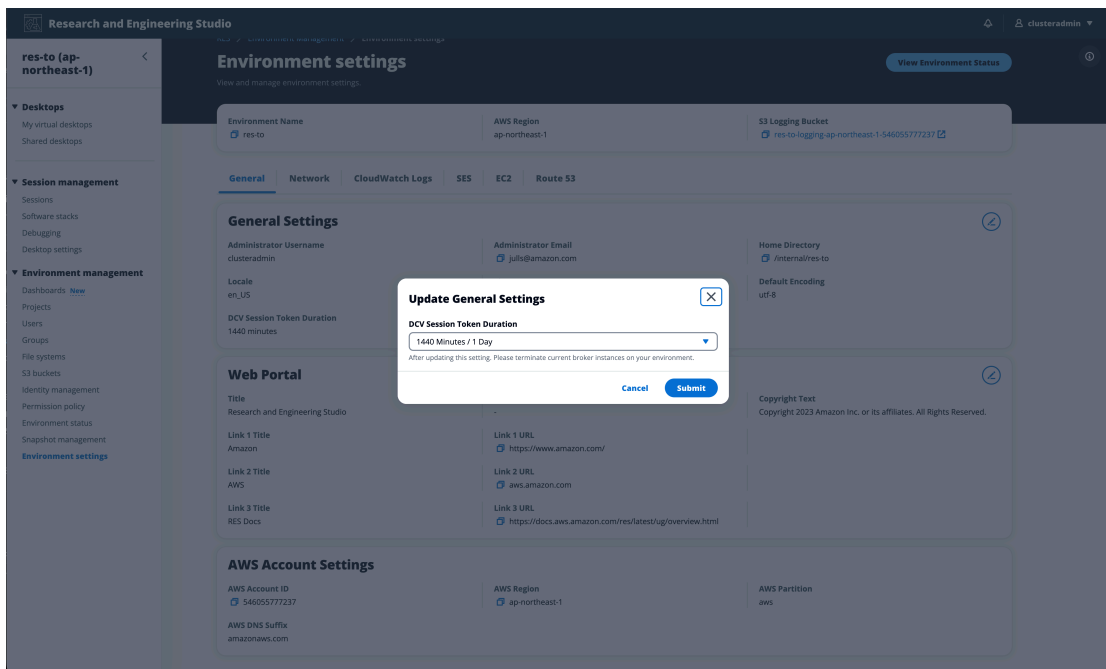 Research and Engineering Studio
clusteradmin
res-to (ap-northeast-1)
Desktops
My virtual desktops
Shared desktops
Session management
Sessions
Software stacks
Debugging
Desktop settings
Environment management
Dashboards New
Projects
Users
Groups
File systems
S3 buckets
Identity management
Permission policy
Environment status
Snapshot management
Environment settings
RES > Environment Management > Environment settings
Environment settings
View Environment Status
View and manage environment settings.
Environment Name
res-to
AWS Region
ap-northeast-1
S3 Logging Bucket
res-to-logging-ap-northeast-1-546055777237
General Network CloudWatch Logs SES EC2 Route 53
General Settings
Administrator Username
clusteradmin
Administrator Email
julls@amazon.com
Home Directory
/internal/res-to
Locale
en_US
Default Encoding
utf-8
DCV Session Token Duration
1440 minutes
Update General Settings
DCV Session Token Duration
1440 Minutes / 1 Day
After updating this setting. Please terminate current broker instances on your environment.
Cancel Submit
Web Portal
Title
Research and Engineering Studio
-
Copyright Text
Copyright 2023 Amazon Inc. or its affiliates. All Rights Reserved.
Link 1 Title
Amazon
Link 1 URL
https://www.amazon.com/
Link 2 Title
AWS
Link 2 URL
aws.amazon.com
Link 3 Title
RES Docs
Link 3 URL
https://docs.aws.amazon.com/res/latest/ug/overview.html
AWS Account Settings
AWS Account ID
546055777237
AWS Region
ap-northeast-1
AWS Partition
aws
AWS DNS Suffix
amazonaws.com